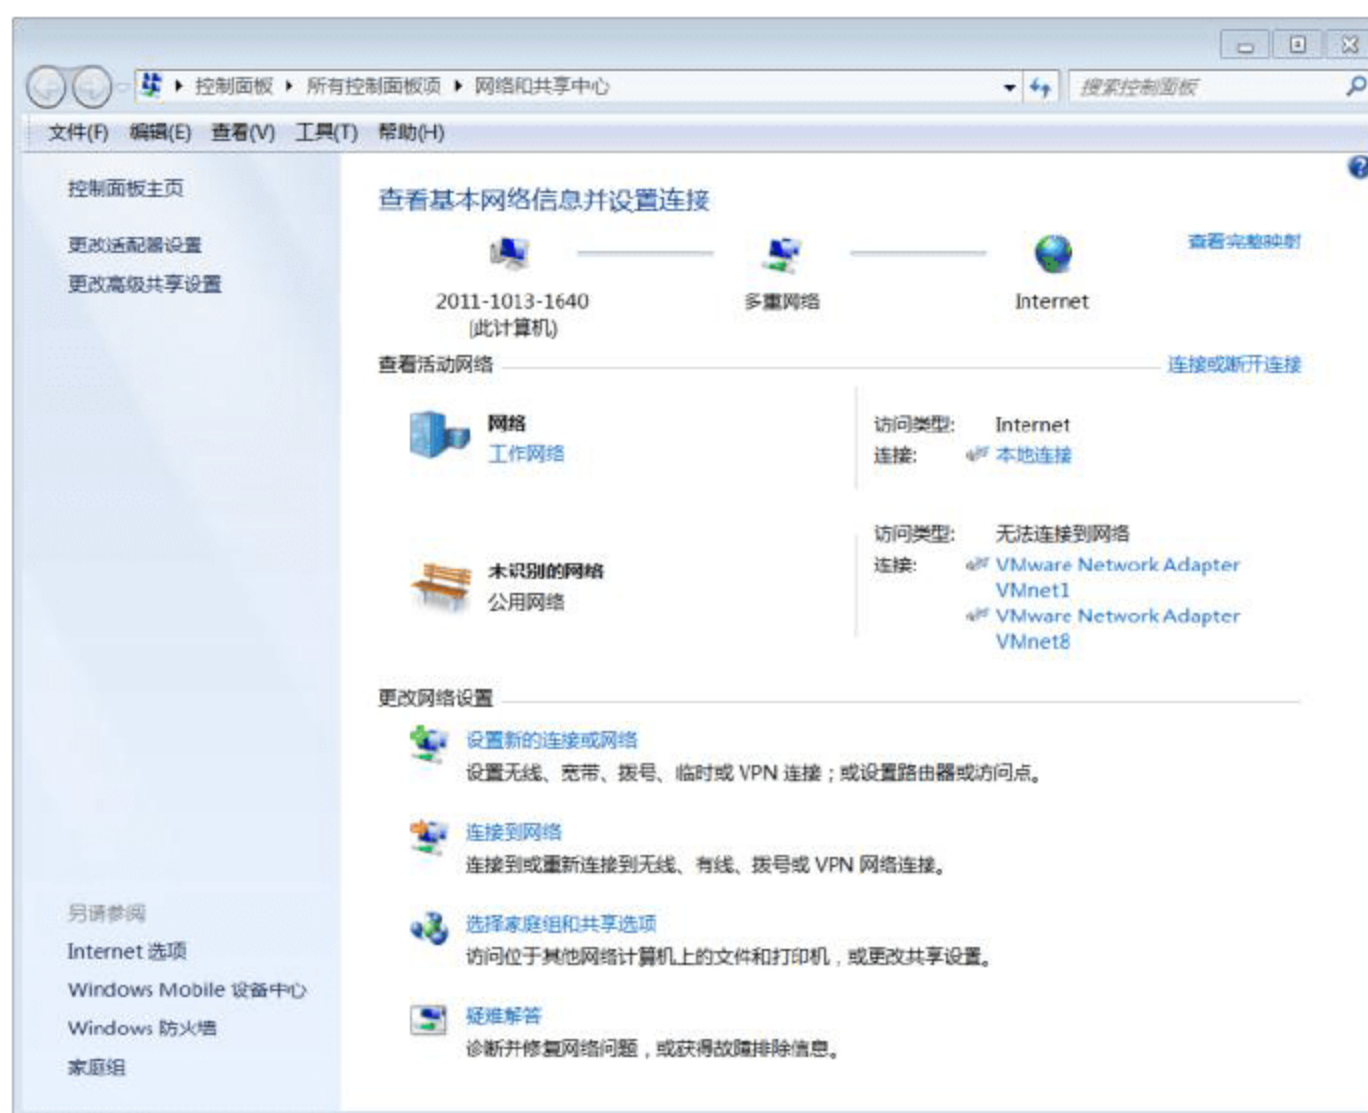 控制面板 ▸ 所有控制面板项 ▸ 网络和共享中心
搜索控制面板
文件(F) 编辑(E) 查看(V) 工具(T) 帮助(H)
控制面板主页
更改适配器设置
更改高级共享设置
另请参阅
Internet 选项
Windows Mobile 设备中心
Windows 防火墙
家庭组
查看基本网络信息并设置连接
查看完整映射
2011-1013-1640
(此计算机)
多重网络
Internet
查看活动网络
连接或断开连接
网络
工作网络
访问类型: Internet
连接: 本地连接
未识别的网络
公用网络
访问类型: 无法连接到网络
连接: VMware Network Adapter
VMnet1
VMware Network Adapter
VMnet8
更改网络设置
设置新的连接或网络
设置无线、宽带、拨号、临时或 VPN 连接；或设置路由器或访问点。
连接到网络
连接到或重新连接到无线、有线、拨号或 VPN 网络连接。
选择家庭组和共享选项
访问位于其他网络计算机上的文件和打印机，或更改共享设置。
疑难解答
诊断并修复网络问题，或获得故障排除信息。